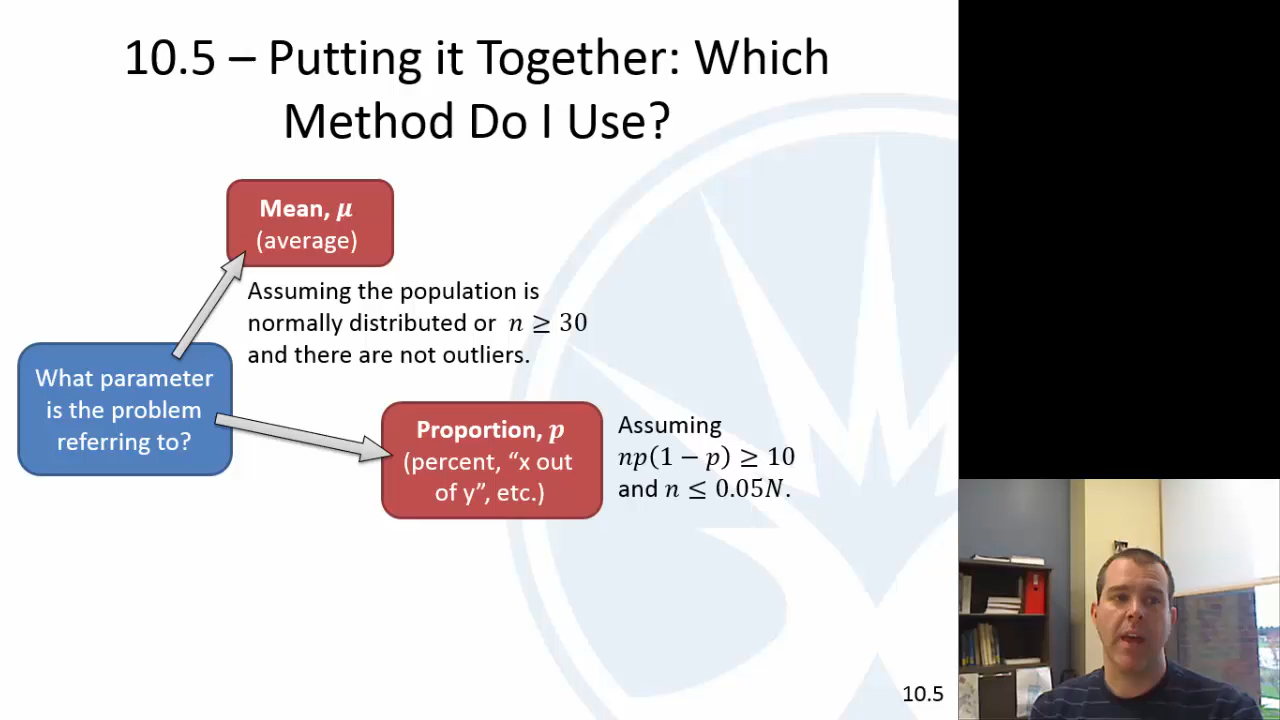 10.5 – Putting it Together: Which
Method Do I Use?
Mean, μ
(average)
Assuming the population is
normally distributed or n ≥ 30
and there are not outliers.
What parameter
is the problem
referring to?
Proportion, p
(percent, “x out
of y”, etc.)
Assuming
np(1 − p) ≥ 10
and n ≤ 0.05N.
10.5